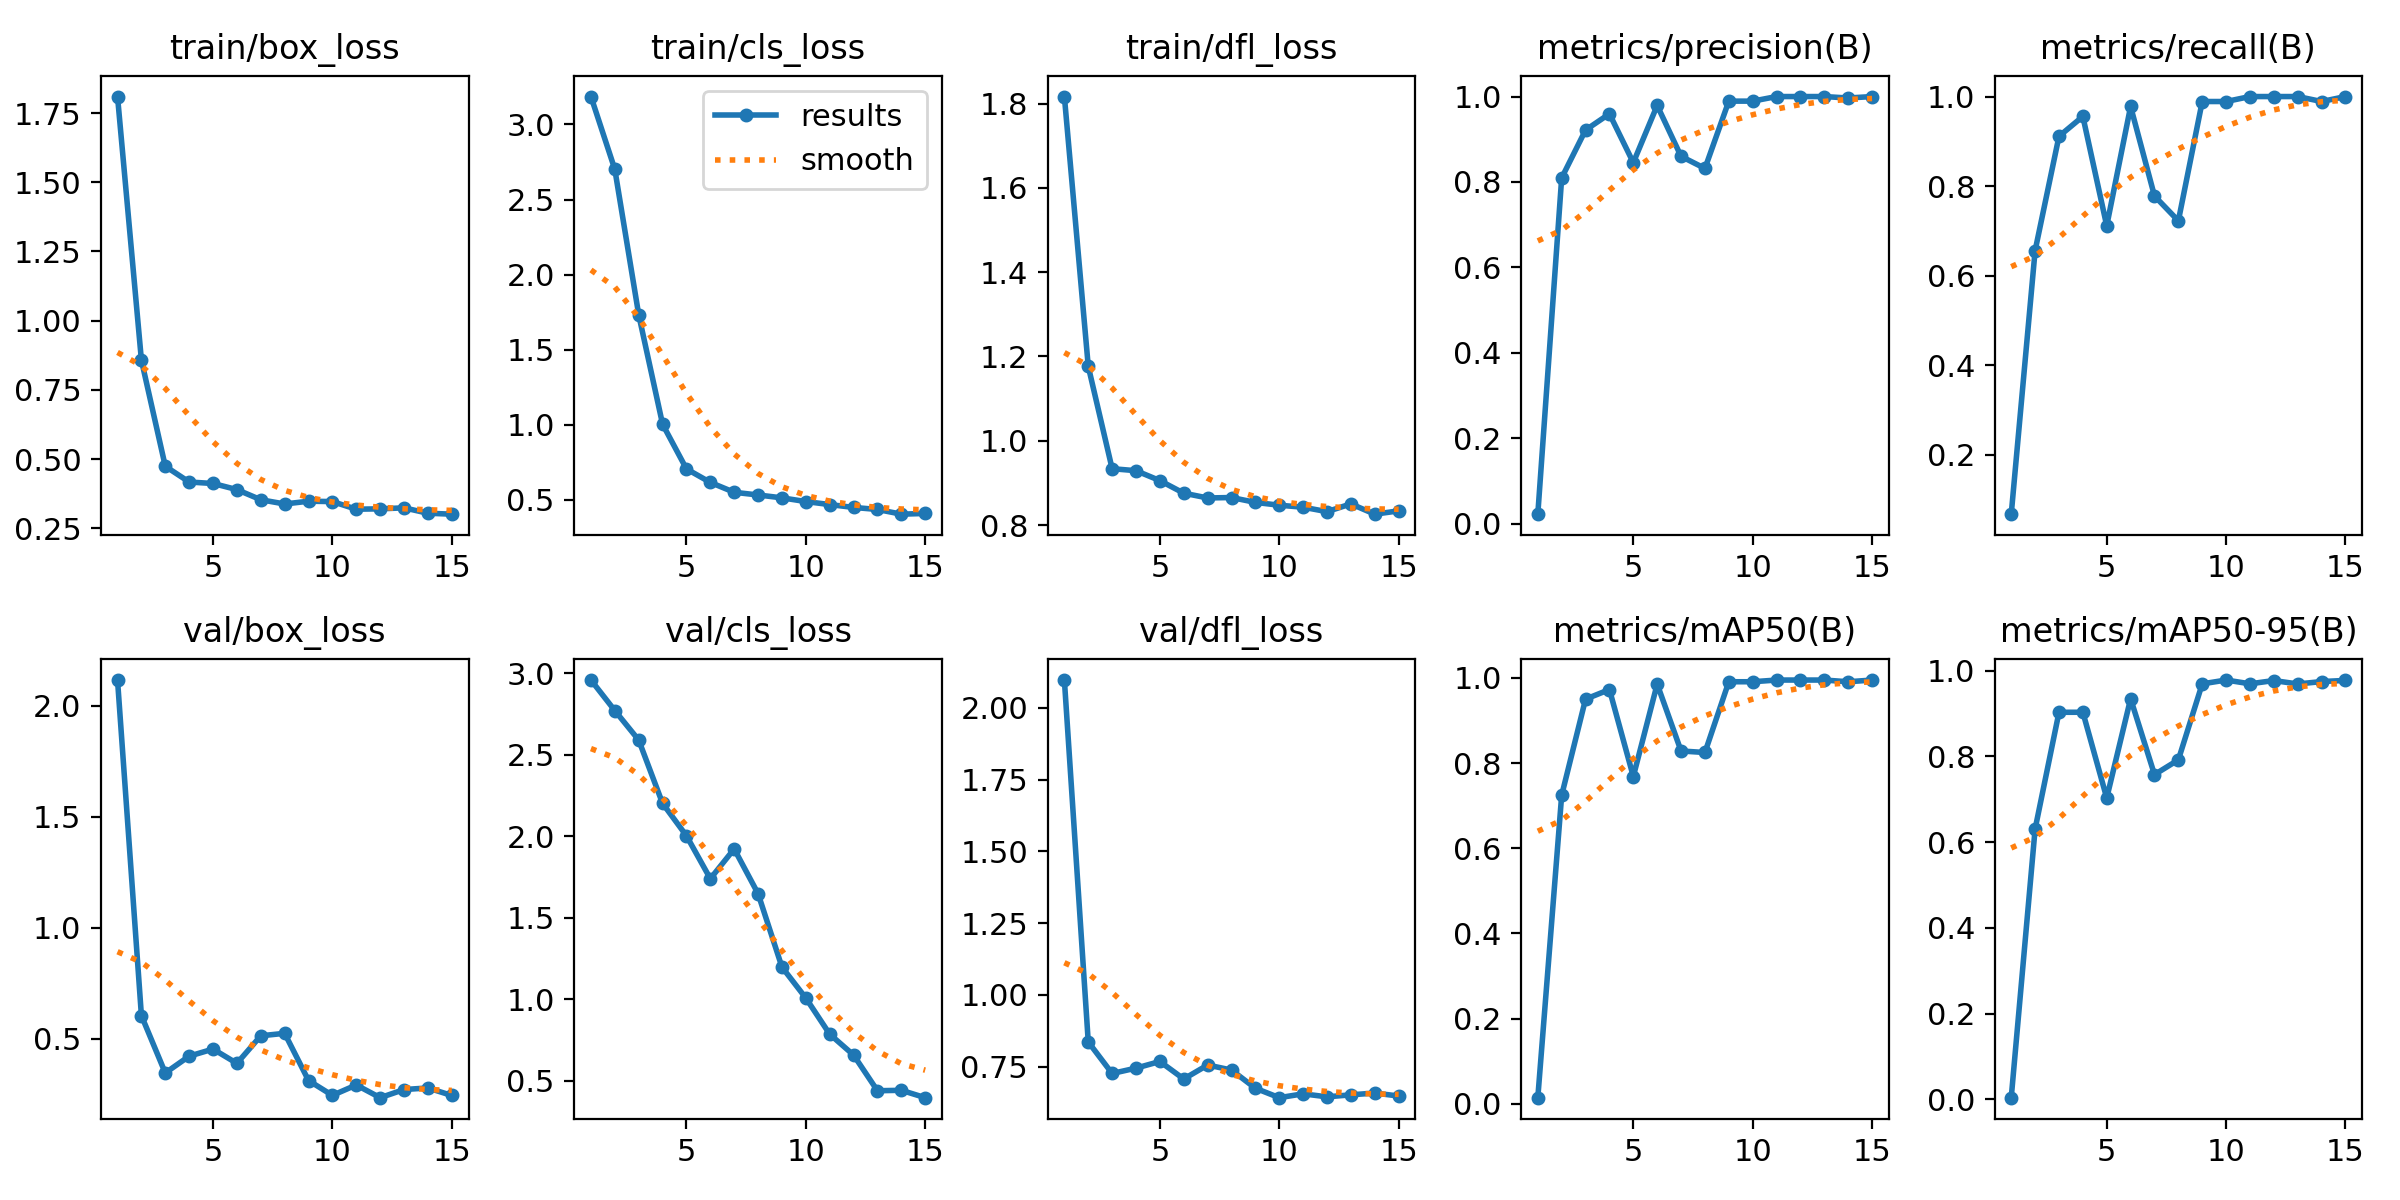 train/box_loss
1.75
1.50
1.25
1.00
0.75
0.50
0.25
5 10 15
train/cls_loss
results
smooth
3.0
2.5
2.0
1.5
1.0
0.5
5 10 15
train/dfl_loss
1.8
1.6
1.4
1.2
1.0
0.8
5 10 15
metrics/precision(B)
1.0
0.8
0.6
0.4
0.2
0.0
5 10 15
metrics/recall(B)
1.0
0.8
0.6
0.4
0.2
5 10 15
val/box_loss
2.0
1.5
1.0
0.5
5 10 15
val/cls_loss
3.0
2.5
2.0
1.5
1.0
0.5
5 10 15
val/dfl_loss
2.00
1.75
1.50
1.25
1.00
0.75
5 10 15
metrics/mAP50(B)
1.0
0.8
0.6
0.4
0.2
0.0
5 10 15
metrics/mAP50-95(B)
1.0
0.8
0.6
0.4
0.2
0.0
5 10 15